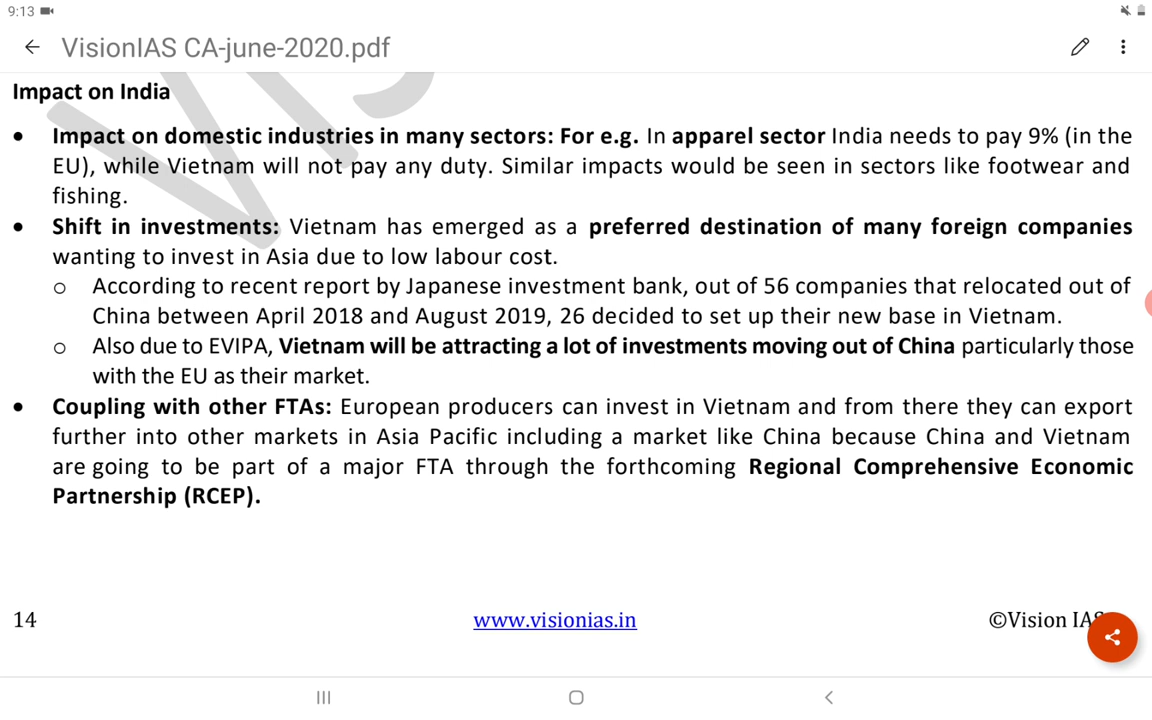 9:13
VisionIAS CA-june-2020.pdf
Impact on India
• Impact on domestic industries in many sectors: For e.g. In apparel sector India needs to pay 9% (in the
EU), while Vietnam will not pay any duty. Similar impacts would be seen in sectors like footwear and
fishing.
• Shift in investments: Vietnam has emerged as a preferred destination of many foreign companies
wanting to invest in Asia due to low labour cost.
o According to recent report by Japanese investment bank, out of 56 companies that relocated out of
China between April 2018 and August 2019, 26 decided to set up their new base in Vietnam.
o Also due to EVIPA, Vietnam will be attracting a lot of investments moving out of China particularly those
with the EU as their market.
• Coupling with other FTAs: European producers can invest in Vietnam and from there they can export
further into other markets in Asia Pacific including a market like China because China and Vietnam
are going to be part of a major FTA through the forthcoming Regional Comprehensive Economic
Partnership (RCEP).
14 www.visionias.in ©Vision IAS